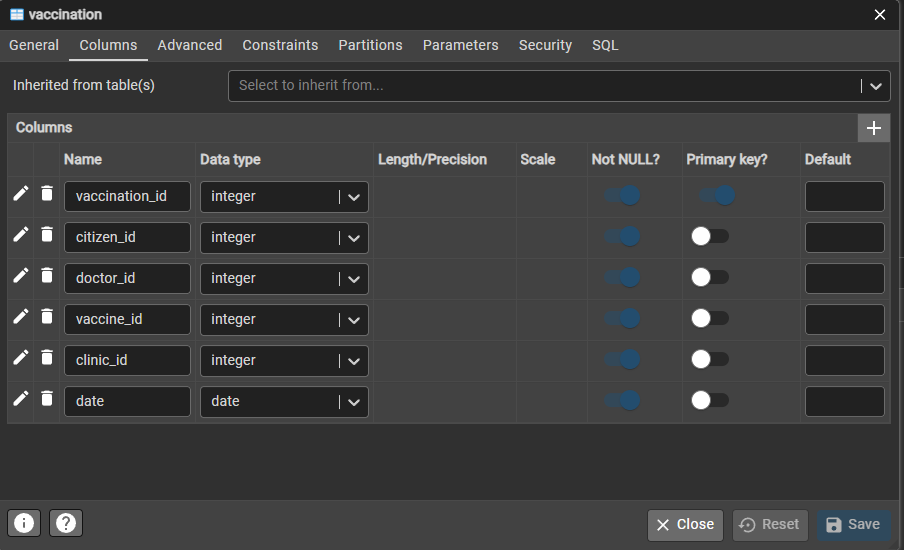 vaccination
General Columns Advanced Constraints Partitions Parameters Security SQL
Inherited from table(s) Select to inherit from...
Columns
Name Data type Length/Precision Scale Not NULL? Primary key? Default
vaccination_id integer
citizen_id integer
doctor_id integer
vaccine_id integer
clinic_id integer
date date
Close Reset Save